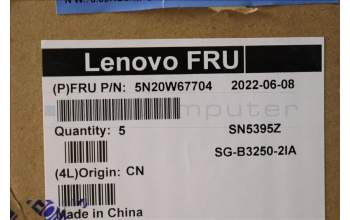 Lenovo FRU
(P)FRU P/N: 5N20W67704 2022-06-08
Quantity: 5 SN5395Z
SG-B3250-2IA
(4L)Origin: CN
Made in China